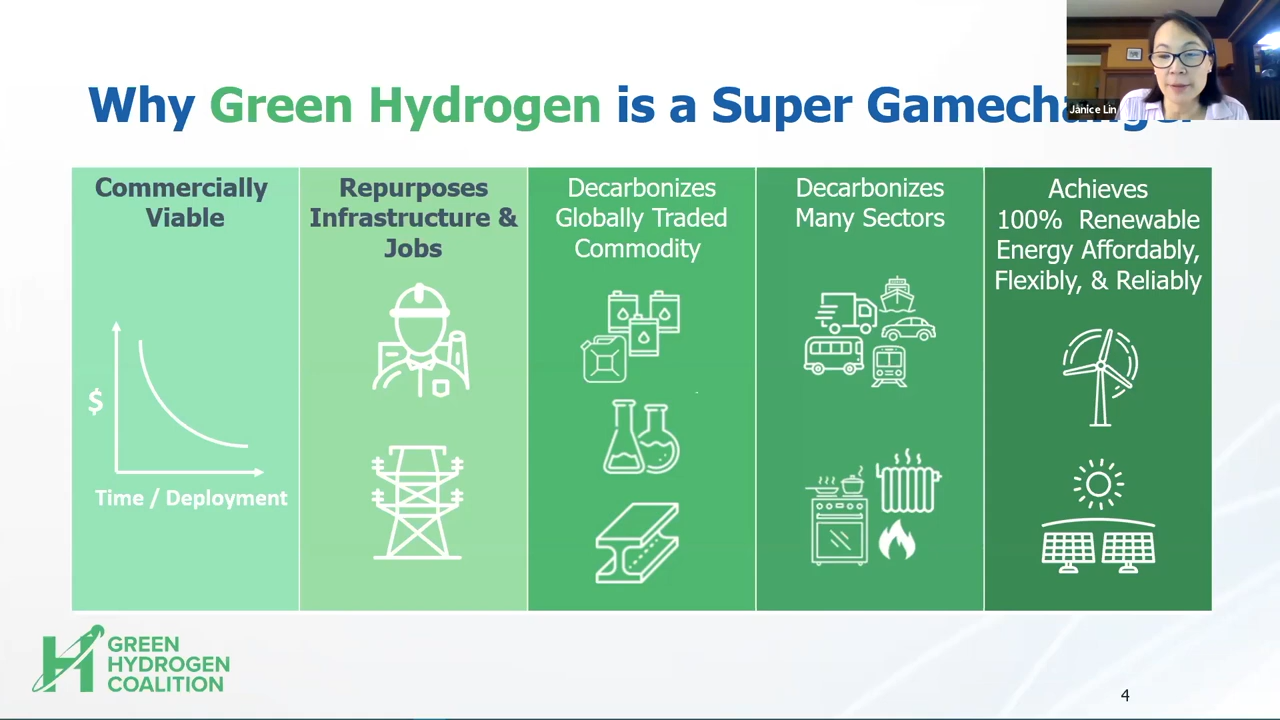 Why Green Hydrogen is a Super Gamechanger
Janice Lin
Commercially
Viable
$
Time / Deployment
Repurposes
Infrastructure &
Jobs
Decarbonizes
Globally Traded
Commodity
Decarbonizes
Many Sectors
Achieves
100% Renewable
Energy Affordably,
Flexibly, & Reliably
GREEN
HYDROGEN
COALITION
4